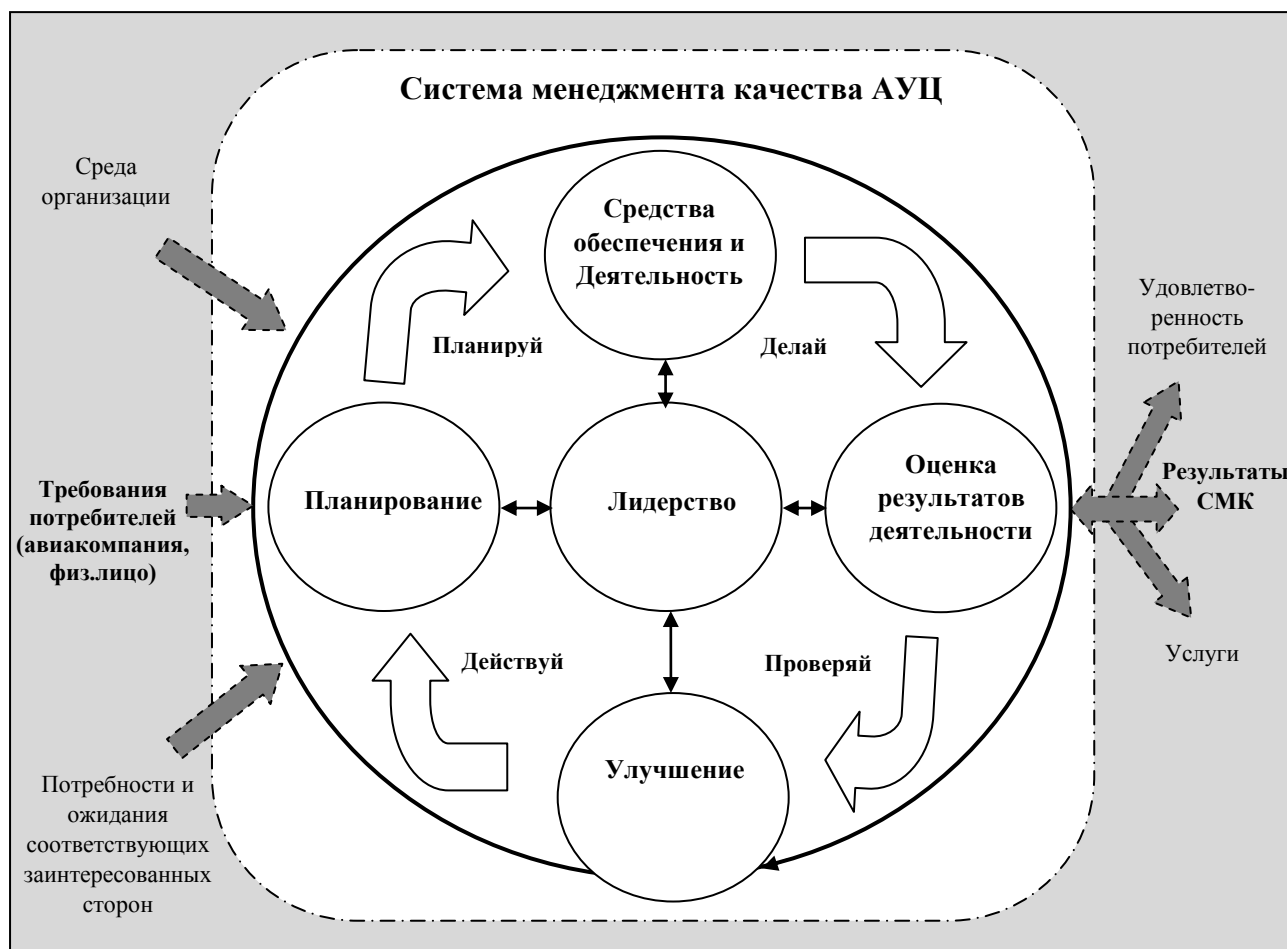 Система менеджмента качества АУЦ
Среда
организации
Средства
обеспечения и
Деятельность
Удовлетво-
ренность
потребителей
Планируй
Делай
Требования
потребителей
(авиакомпания,
физ.лицо)
Планирование
Лидерство
Оценка
результатов
деятельности
Результаты
СМК
Действуй
Проверяй
Услуги
Улучшение
Потребности и
ожидания
соответствующих
заинтересованных
сторон